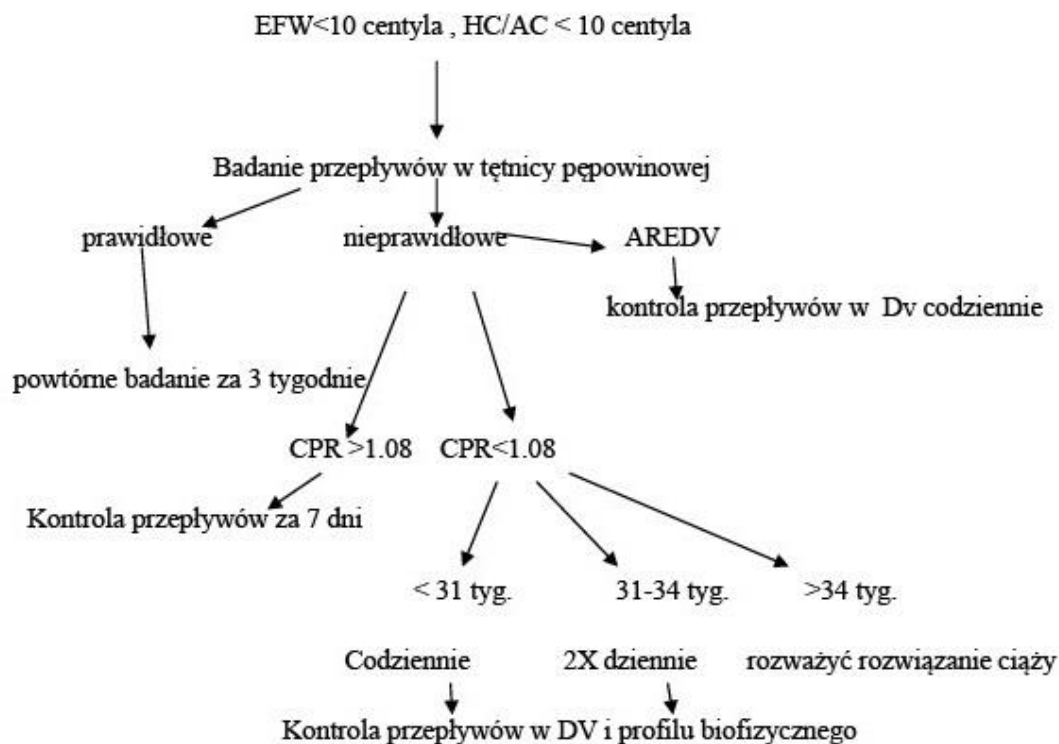 EFW<10 centyla , HC/AC < 10 centyla
Badanie przepływów w tętnicy pępowinowej
prawidłowe nieprawidłowe AREDV
kontrola przepływów w Dv codziennie
powtórne badanie za 3 tygodnie
CPR >1.08 CPR<1.08
Kontrola przepływów za 7 dni
< 31 tyg. 31-34 tyg. >34 tyg.
Codziennie 2X dziennie rozważyć rozwiązanie ciąży
Kontrola przepływów w DV i profilu biofizycznego